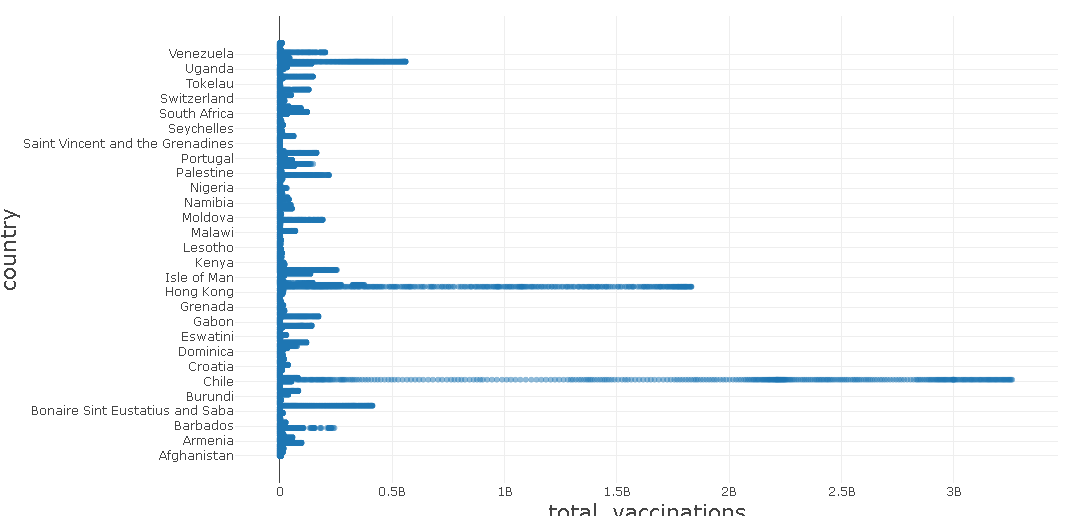 Venezuela
Uganda
Tokelau
Switzerland
South Africa
Seychelles
Saint Vincent and the Grenadines
Portugal
Palestine
Nigeria
Namibia
Moldova
Malawi
Lesotho
Kenya
Isle of Man
Hong Kong
Grenada
Gabon
Eswatini
Dominica
Croatia
Chile
Burundi
Bonaire Sint Eustatius and Saba
Barbados
Armenia
Afghanistan
country
0 0.5B 1B 1.5B 2B 2.5B 3B
total_vaccinations